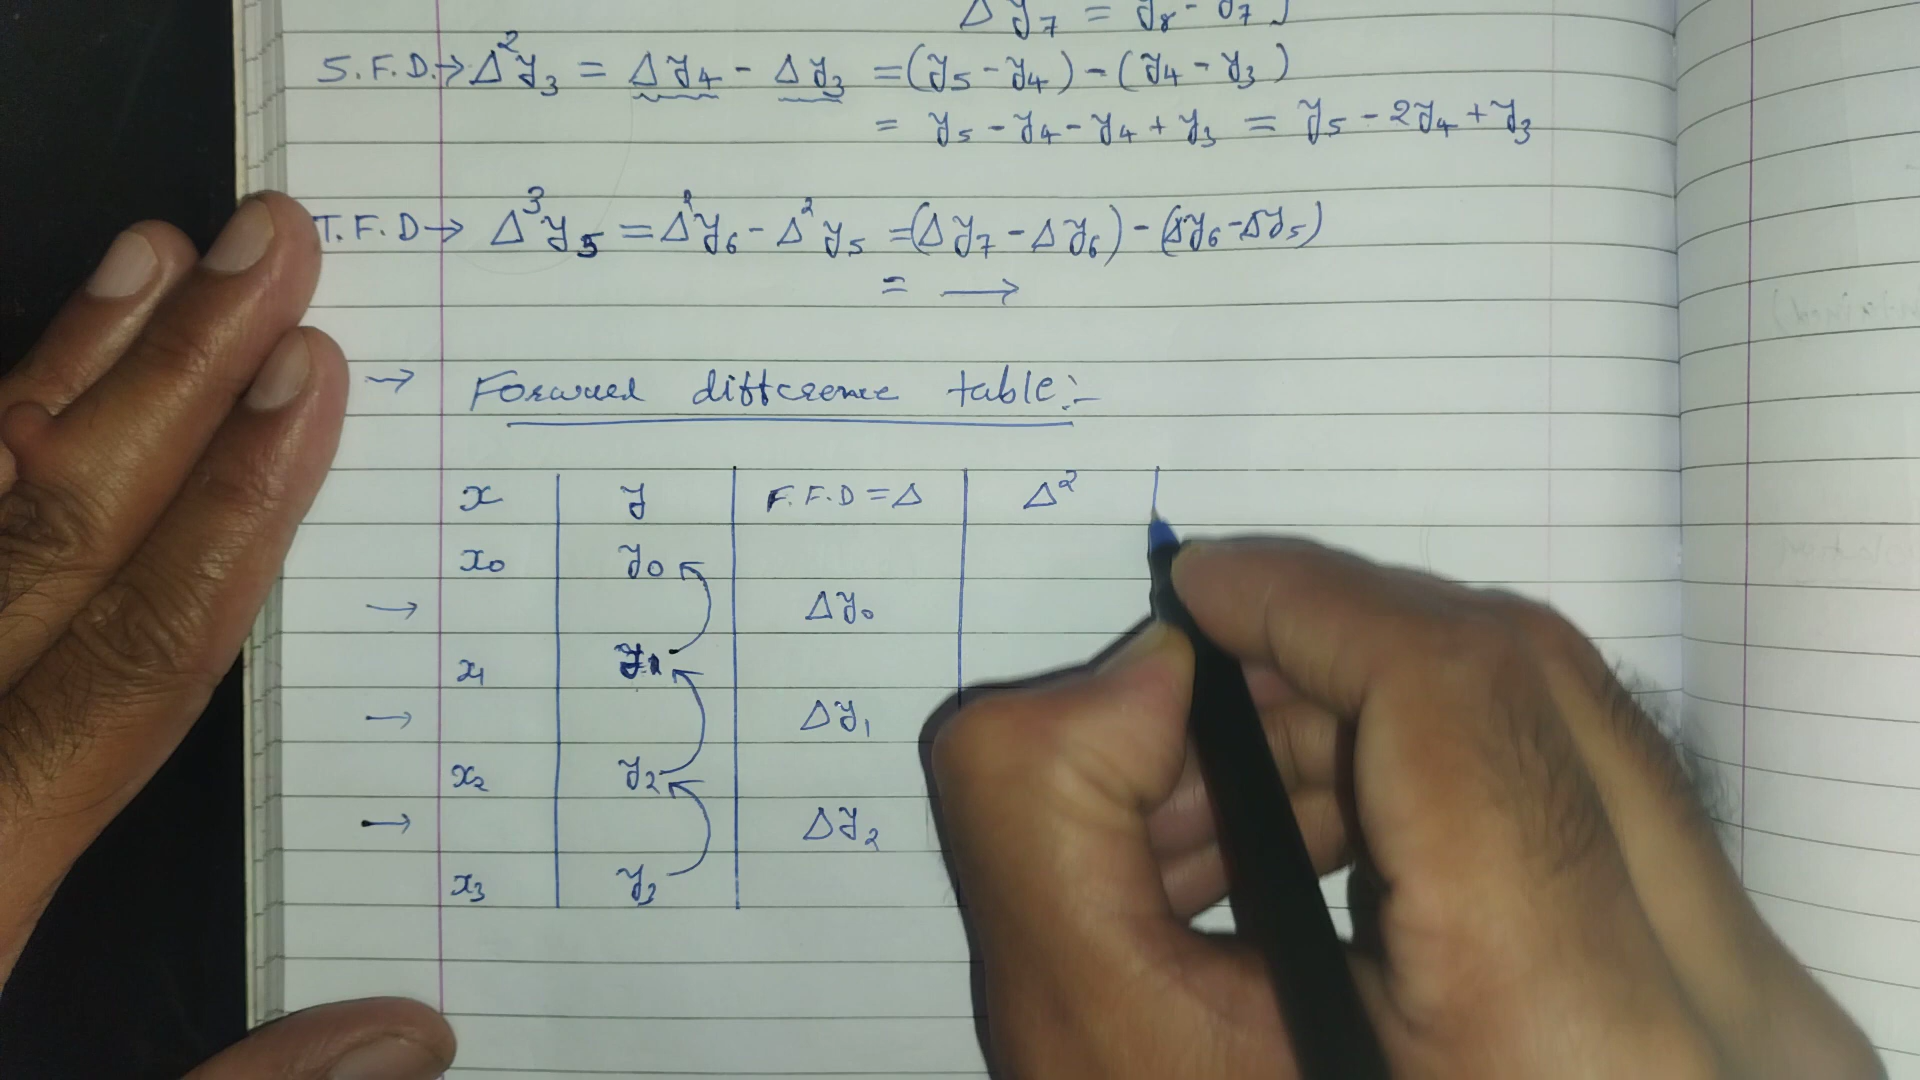 Δy₇ = y₈ - y₇ }
S.F.D.→ Δ²y₃ = Δy₄ - Δy₃ = (y₅ - y₄) - (y₄ - y₃)
= y₅ - y₄ - y₄ + y₃ = y₅ - 2y₄ + y₃
T.F.D → Δ³y₅ = Δ²y₆ - Δ²y₅ = (Δy₇ - Δy₆) - (Δy₆ - Δy₅)
= →
→ Forward difference table:-
x y F.F.D = Δ Δ²
x₀ y₀
→ Δy₀
x₁ y₁
→ Δy₁
x₂ y₂
→ Δy₂
x₃ y₃